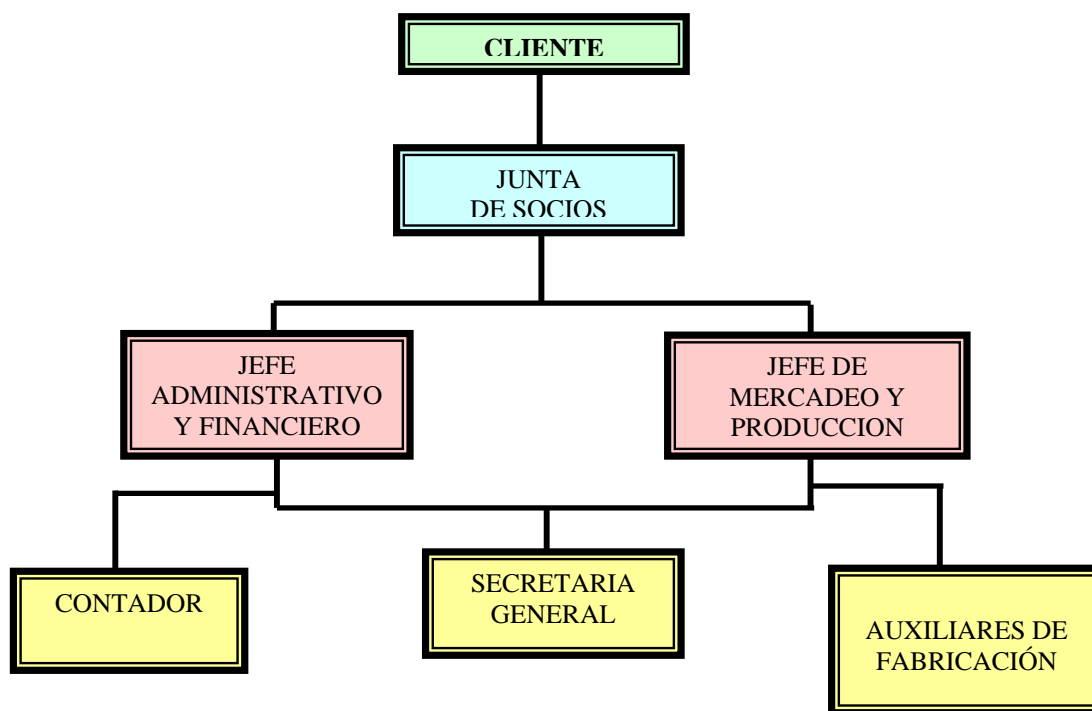 CLIENTE
JUNTA
DE SOCIOS
JEFE
ADMINISTRATIVO
Y FINANCIERO
JEFE DE
MERCADEO Y
PRODUCCION
CONTADOR
SECRETARIA
GENERAL
AUXILIARES DE
FABRICACIÓN